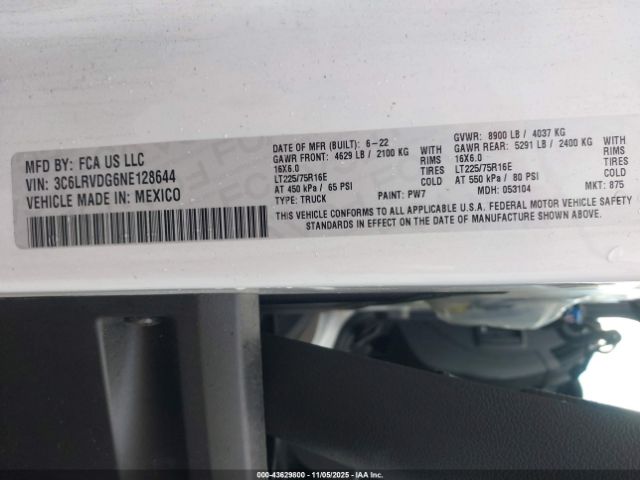 MFD BY: FCA US LLC
VIN: 3C6LRVDG6NE128644
VEHICLE MADE IN: MEXICO
DATE OF MFR (BUILT): 6-22
GAWR FRONT: 4629 LB / 2100 KG
16X6.0 RIMS
LT225/75R16E TIRES
AT 450 kPa / 65 PSI COLD
TYPE: TRUCK
PAINT: PW7
GVWR: 8900 LB / 4037 KG
GAWR REAR: 5291 LB / 2400 KG
16X6.0 RIMS
LT225/75R16E TIRES
AT 550 kPa / 80 PSI COLD
MDH: 053104
MKT: 875
THIS VEHICLE CONFORMS TO ALL APPLICABLE U.S.A. FEDERAL MOTOR VEHICLE SAFETY
STANDARDS IN EFFECT ON THE DATE OF MANUFACTURE SHOWN ABOVE.
000-43629800 - 11/05/2025 - IAAI.com